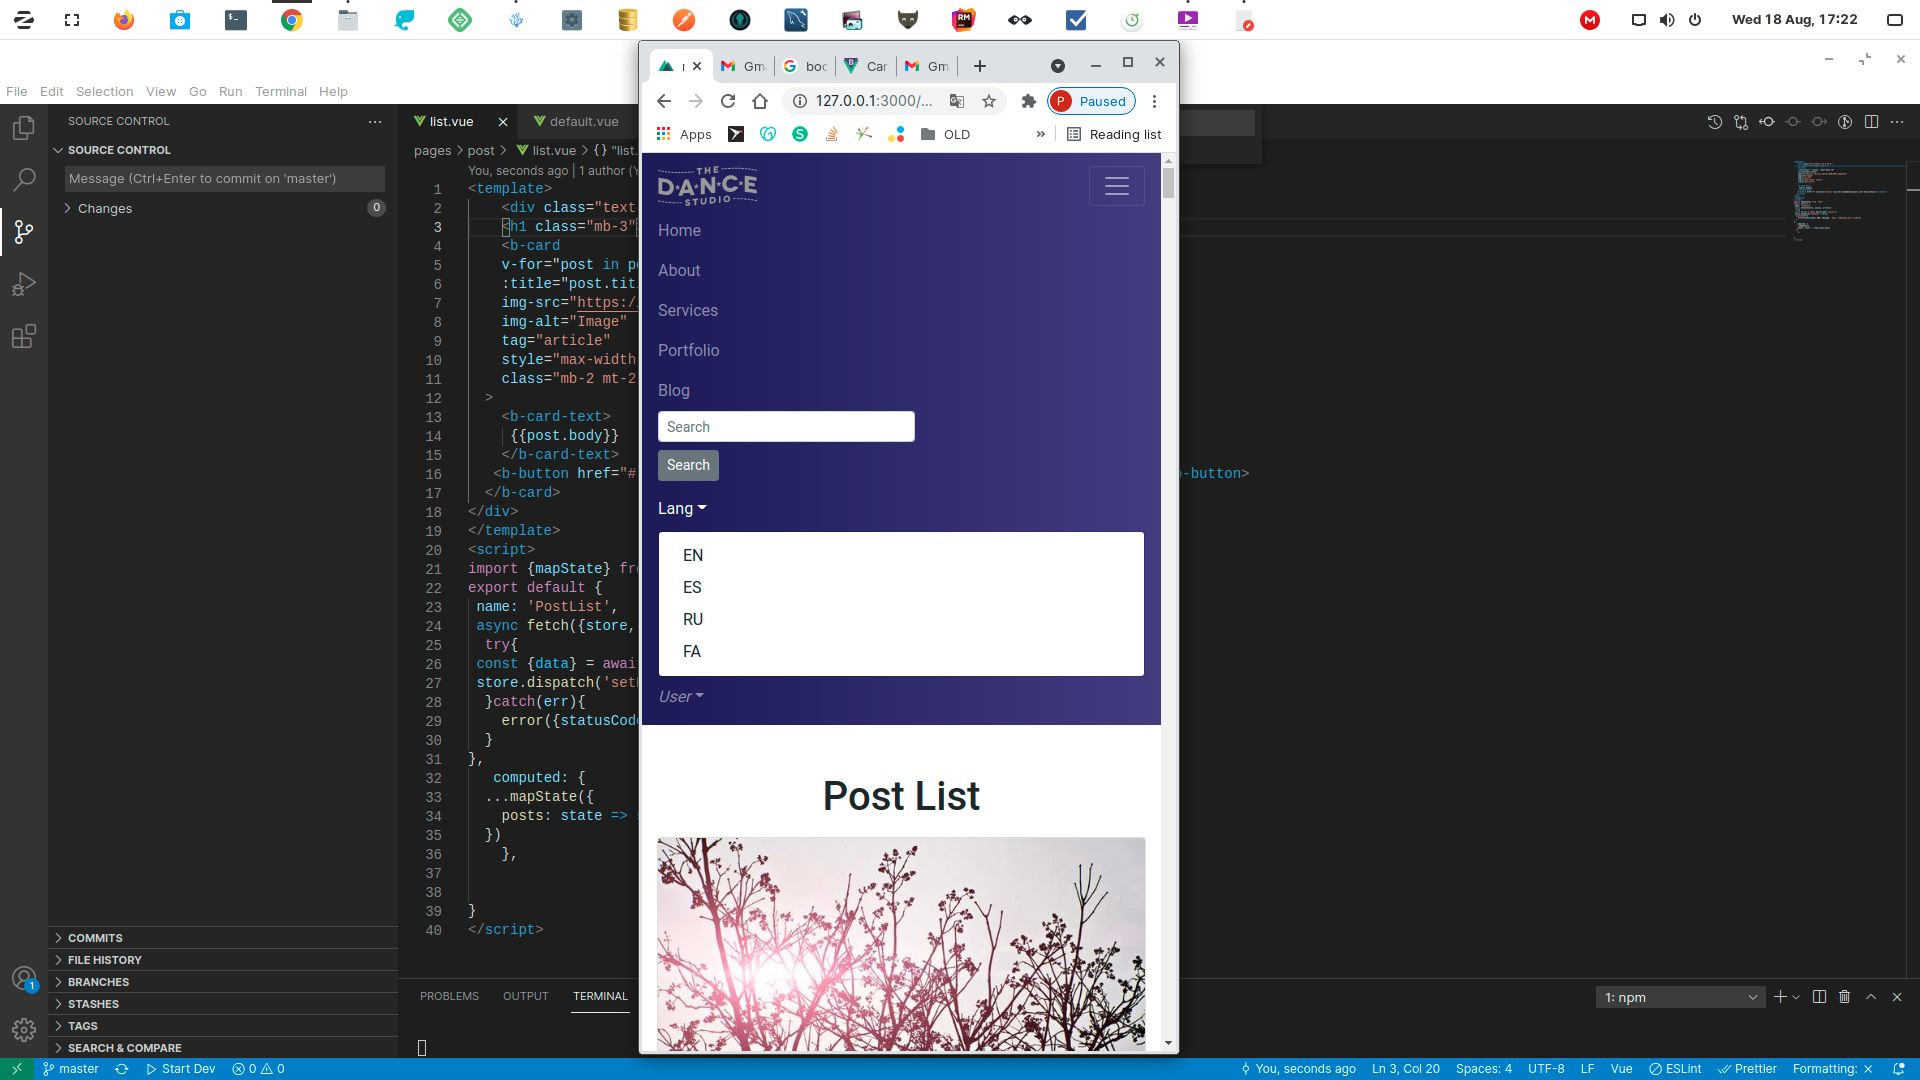 Wed 18 Aug, 17:22
File Edit Selection View Go Run Terminal Help
SOURCE CONTROL
SOURCE CONTROL
Message (Ctrl+Enter to commit on 'master')
Changes 0
COMMITS
FILE HISTORY
BRANCHES
STASHES
TAGS
SEARCH & COMPARE
1
list.vue default.vue
pages > post > list.vue > {} "list.
You, seconds ago | 1 author (Y
1 <template>
2 <div class="text
3 <h1 class="mb-3"
4 <b-card
5 v-for="post in p
6 :title="post.tit
7 img-src="https:/
8 img-alt="Image"
9 tag="article"
10 style="max-width
11 class="mb-2 mt-2
12 >
13 <b-card-text>
14 {{post.body}}
15 </b-card-text>
16 <b-button href="# -button>
17 </b-card>
18 </div>
19 </template>
20 <script>
21 import {mapState} fr
22 export default {
23 name: 'PostList',
24 async fetch({store,
25 try{
26 const {data} = awai
27 store.dispatch('set
28 }catch(err){
29 error({statusCod
30 }
31 },
32 computed: {
33 ...mapState({
34 posts: state =>
35 })
36 },
37
38
39 }
40 </script>
PROBLEMS OUTPUT TERMINAL
1: npm
Gm boo Car Gm
127.0.0.1:3000/... P Paused
Apps OLD » Reading list
THE
DANCE
STUDIO
Home
About
Services
Portfolio
Blog
Search
Search
Lang
EN
ES
RU
FA
User
Post List
master Start Dev 0 0 You, seconds ago Ln 3, Col 20 Spaces: 4 UTF-8 LF Vue ESLint Prettier Formatting: ×